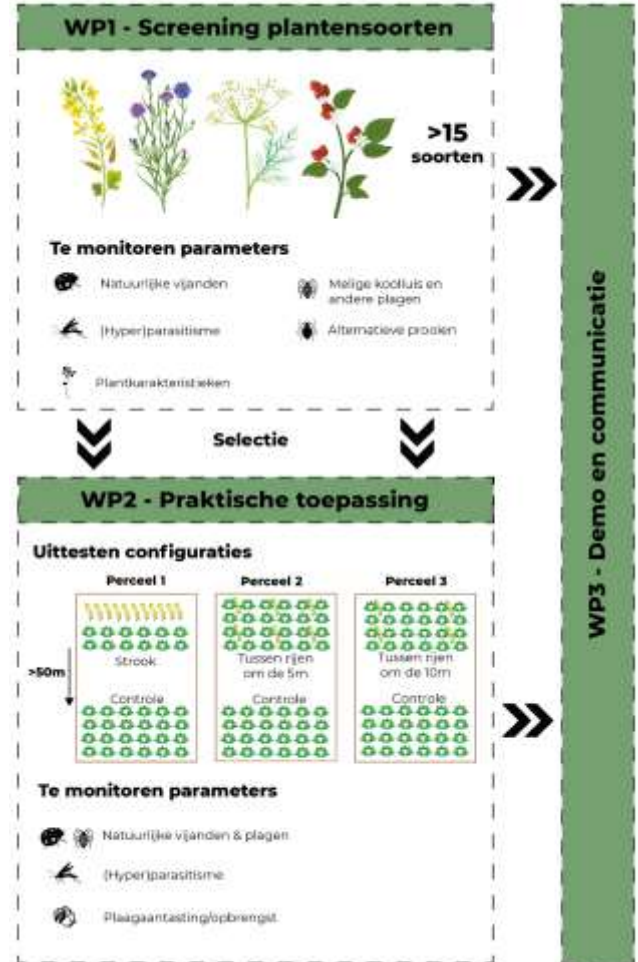 WP1 - Screening plantensoorten
>15
soorten
Te monitoren parameters
Natuurlijke vijanden
Melige koolluis en
andere plagen
(Hyper)parasitisme
Alternatieve prooien
Plantkarakteristieken
Selectie
WP2 - Praktische toepassing
Uittesten configuraties
Perceel 1
Perceel 2
Perceel 3
Strook
Tussen rijen
om de 5m
Tussen rijen
om de 10m
>50m
Controle
Controle
Controle
Te monitoren parameters
Natuurlijke vijanden & plagen
(Hyper)parasitisme
Plaagaantasting/opbrengst
WP3 - Demo en communicatie